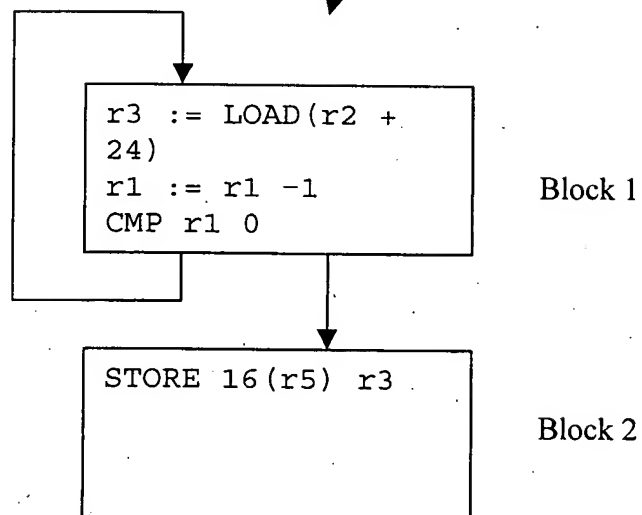 r3 := LOAD(r2 +
24)
r1 := r1 -1
CMP r1 0
Block 1
STORE 16(r5) r3
Block 2